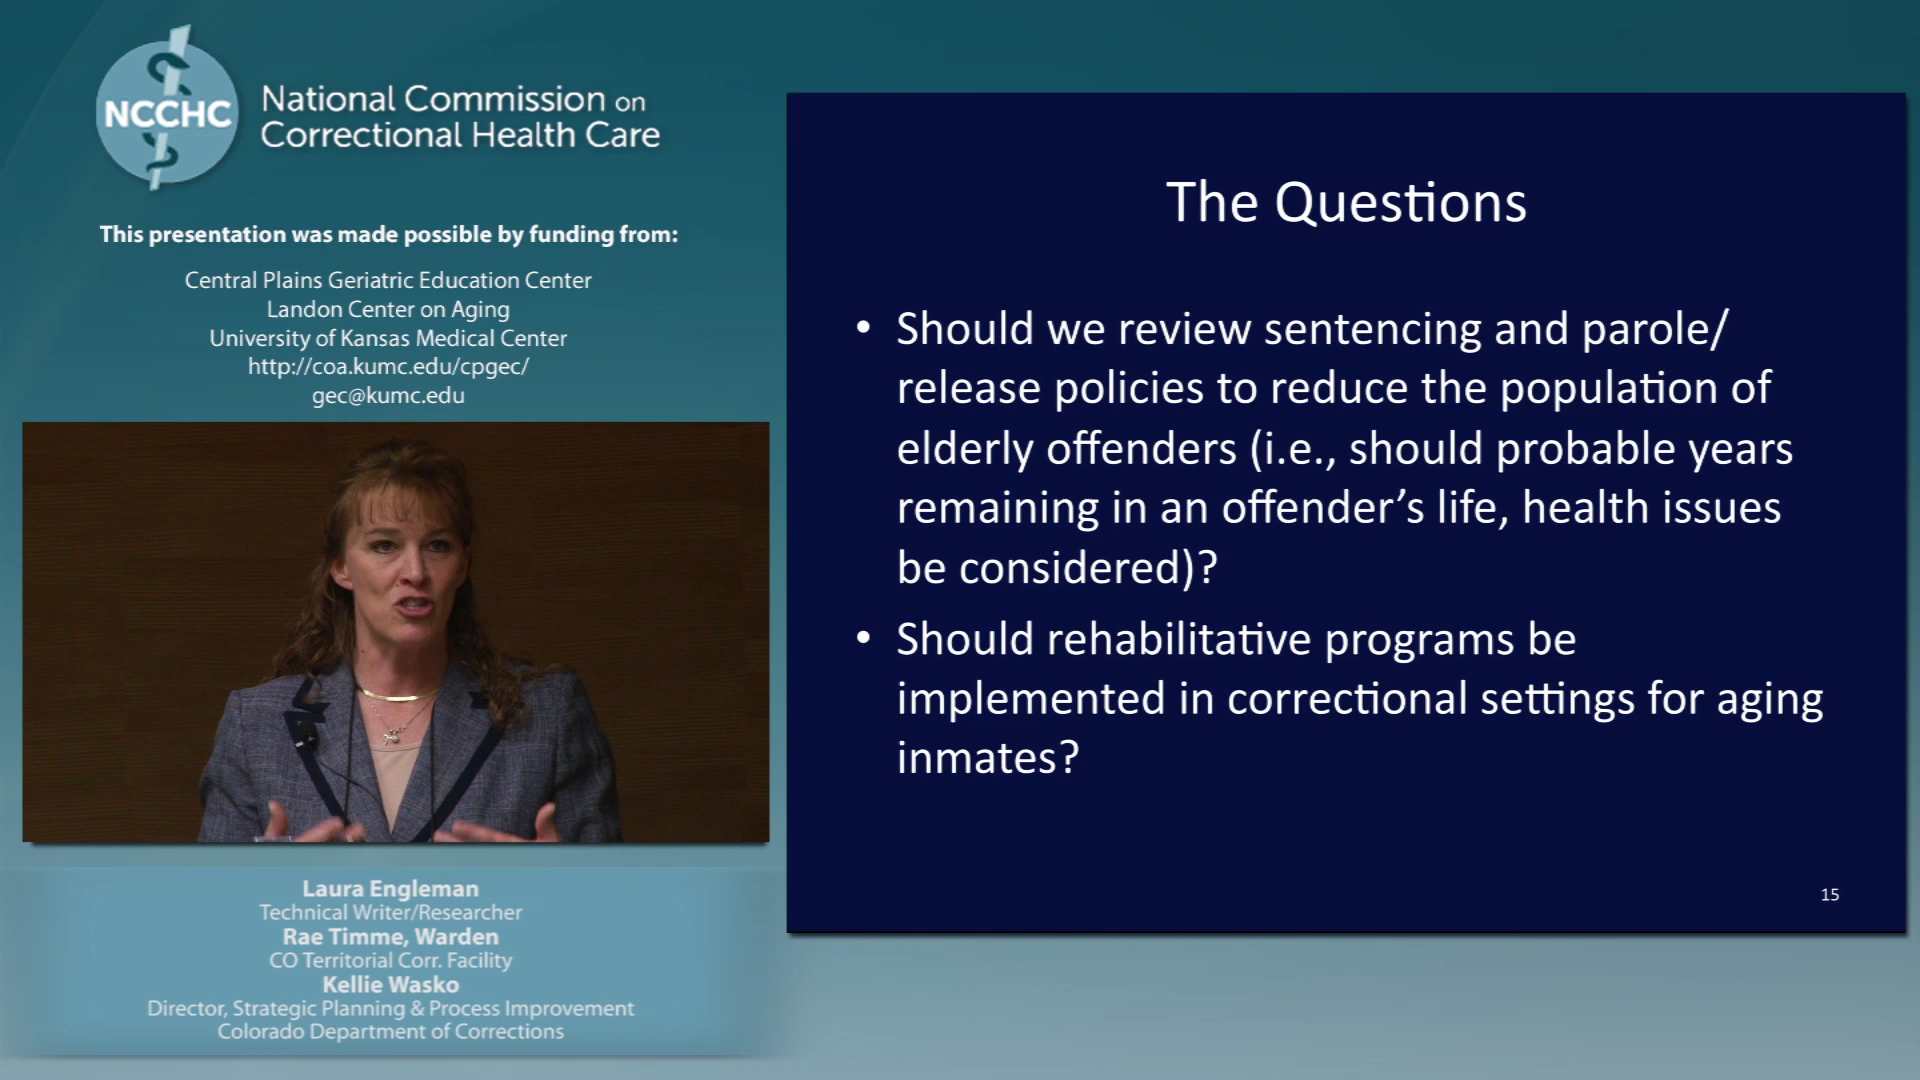 NCCHC
National Commission on
Correctional Health Care
This presentation was made possible by funding from:
Central Plains Geriatric Education Center
Landon Center on Aging
University of Kansas Medical Center
http://coa.kumc.edu/cpgec/
gec@kumc.edu
Laura Engleman
Technical Writer/Researcher
Rae Timme, Warden
CO Territorial Corr. Facility
Kellie Wasko
Director, Strategic Planning & Process Improvement
Colorado Department of Corrections
The Questions
• Should we review sentencing and parole/
release policies to reduce the population of
elderly offenders (i.e., should probable years
remaining in an offender’s life, health issues
be considered)?
• Should rehabilitative programs be
implemented in correctional settings for aging
inmates?
15